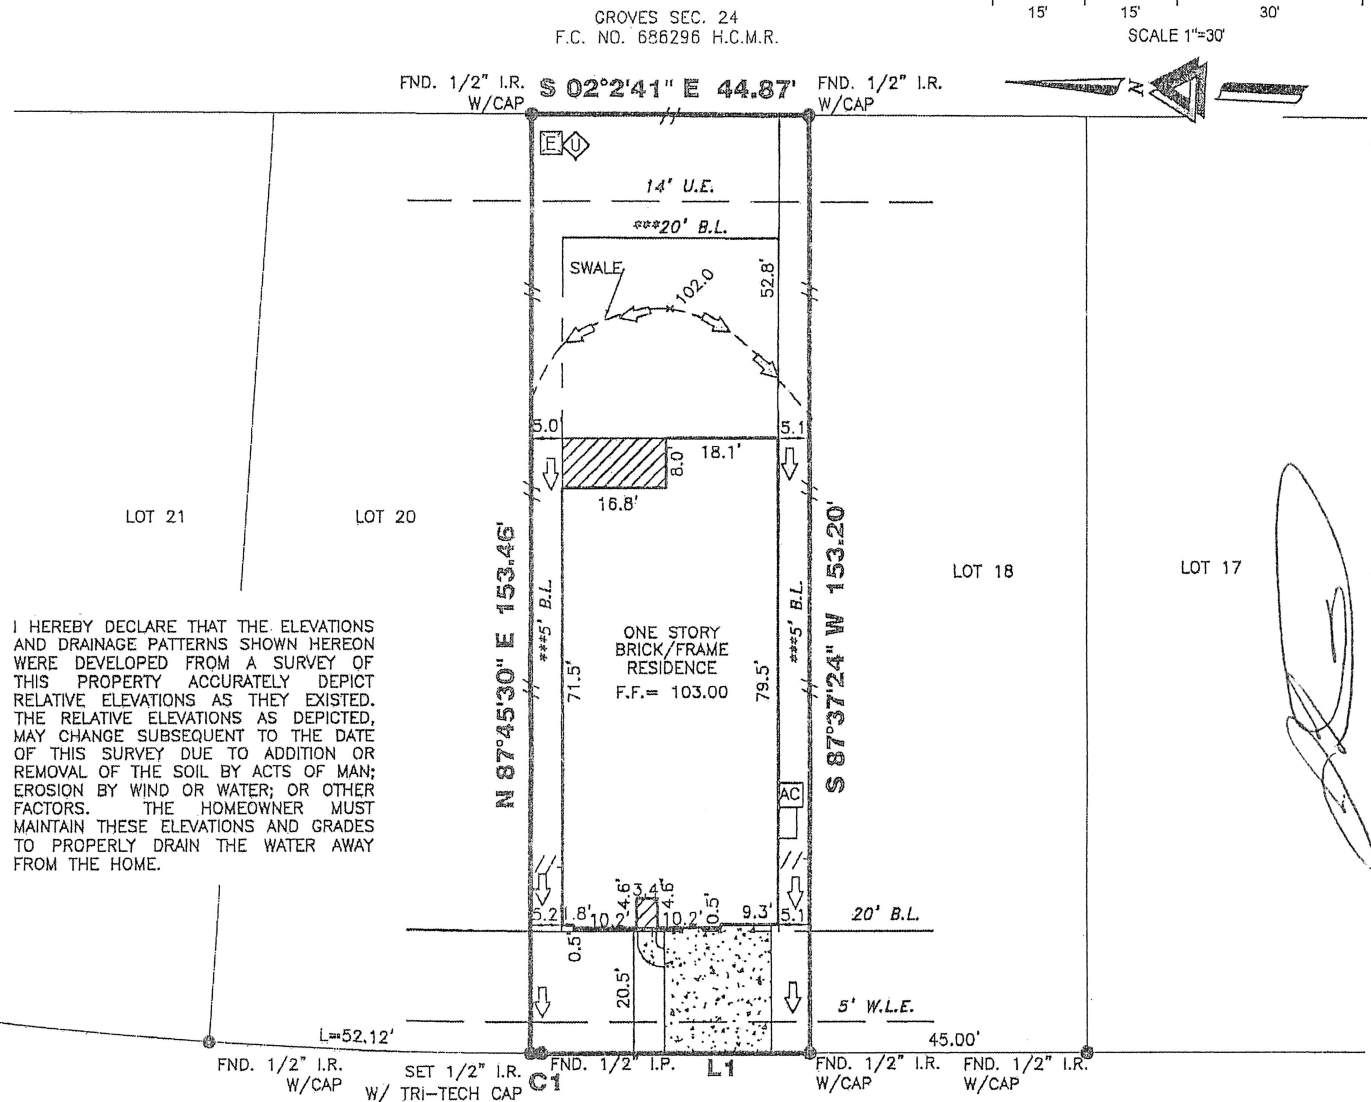 GROVES SEC. 24
F.C. NO. 686296 H.C.M.R.
15' 15' 30'
SCALE 1"=30'
FND. 1/2" I.R.
W/CAP
S 02°2'41" E 44.87'
FND. 1/2" I.R.
W/CAP
N
E U
14' U.E.
***20' B.L.
SWALE
102.0
52.8'
5.0'
5.1
18.1'
8.0'
16.8'
LOT 21
LOT 20
LOT 18
LOT 17
N 87°45'30" E 153.46'
S 87°37'24" W 153.20'
***5' B.L.
***5' B.L.
71.5'
79.5'
ONE STORY
BRICK/FRAME
RESIDENCE
F.F.= 103.00
I HEREBY DECLARE THAT THE ELEVATIONS
AND DRAINAGE PATTERNS SHOWN HEREON
WERE DEVELOPED FROM A SURVEY OF
THIS PROPERTY ACCURATELY DEPICT
RELATIVE ELEVATIONS AS THEY EXISTED.
THE RELATIVE ELEVATIONS AS DEPICTED,
MAY CHANGE SUBSEQUENT TO THE DATE
OF THIS SURVEY DUE TO ADDITION OR
REMOVAL OF THE SOIL BY ACTS OF MAN;
EROSION BY WIND OR WATER; OR OTHER
FACTORS. THE HOMEOWNER MUST
MAINTAIN THESE ELEVATIONS AND GRADES
TO PROPERLY DRAIN THE WATER AWAY
FROM THE HOME.
AC
4.6'
3.4'
4.6'
5.2
.8'
10.2'
10.2'
0.5'
9.3'
5.1
20' B.L.
0.5'
20.5'
5' W.L.E.
L=52.12'
45.00'
FND. 1/2" I.R.
W/CAP
SET 1/2" I.R.
W/ TRI-TECH CAP
C1
FND. 1/2" I.P.
L1
FND. 1/2" I.R.
W/CAP
FND. 1/2" I.R.
W/CAP